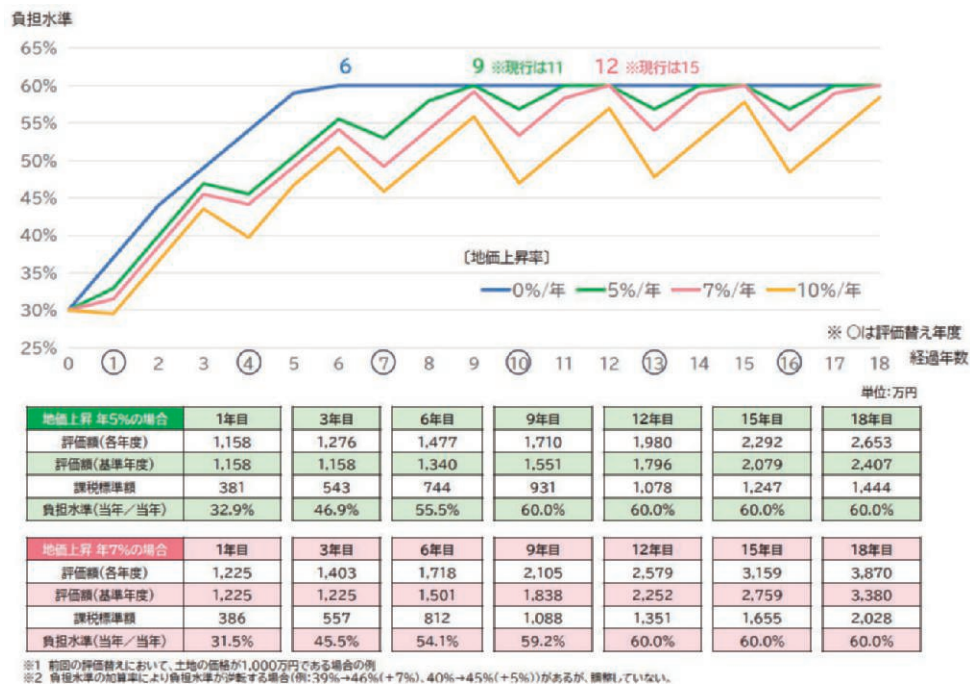 負担水準
65%
60%
55%
50%
45%
40%
35%
30%
25%
6
9 ※現行は11
12 ※現行は15
〔地価上昇率〕
0%/年 5%/年 7%/年 10%/年
※ ○は評価替え年度
0 1 2 3 4 5 6 7 8 9 10 11 12 13 14 15 16 17 18 経過年数
単位:万円
地価上昇 年5%の場合 1年目 3年目 6年目 9年目 12年目 15年目 18年目
評価額(各年度) 1,158 1,276 1,477 1,710 1,980 2,292 2,653
評価額(基準年度) 1,158 1,158 1,340 1,551 1,796 2,079 2,407
課税標準額 381 543 744 931 1,078 1,247 1,444
負担水準(当年/当年) 32.9% 46.9% 55.5% 60.0% 60.0% 60.0% 60.0%
地価上昇 年7%の場合 1年目 3年目 6年目 9年目 12年目 15年目 18年目
評価額(各年度) 1,225 1,403 1,718 2,105 2,579 3,159 3,870
評価額(基準年度) 1,225 1,225 1,501 1,838 2,252 2,759 3,380
課税標準額 386 557 812 1,088 1,351 1,655 2,028
負担水準(当年/当年) 31.5% 45.5% 54.1% 59.2% 60.0% 60.0% 60.0%
※1 前回の評価替えにおいて、土地の価格が1,000万円である場合の例
※2 負担水準の加算率により負担水準が逆転する場合(例:39%→46%(+7%)、40%→45%(+5%))があるが、調整していない。